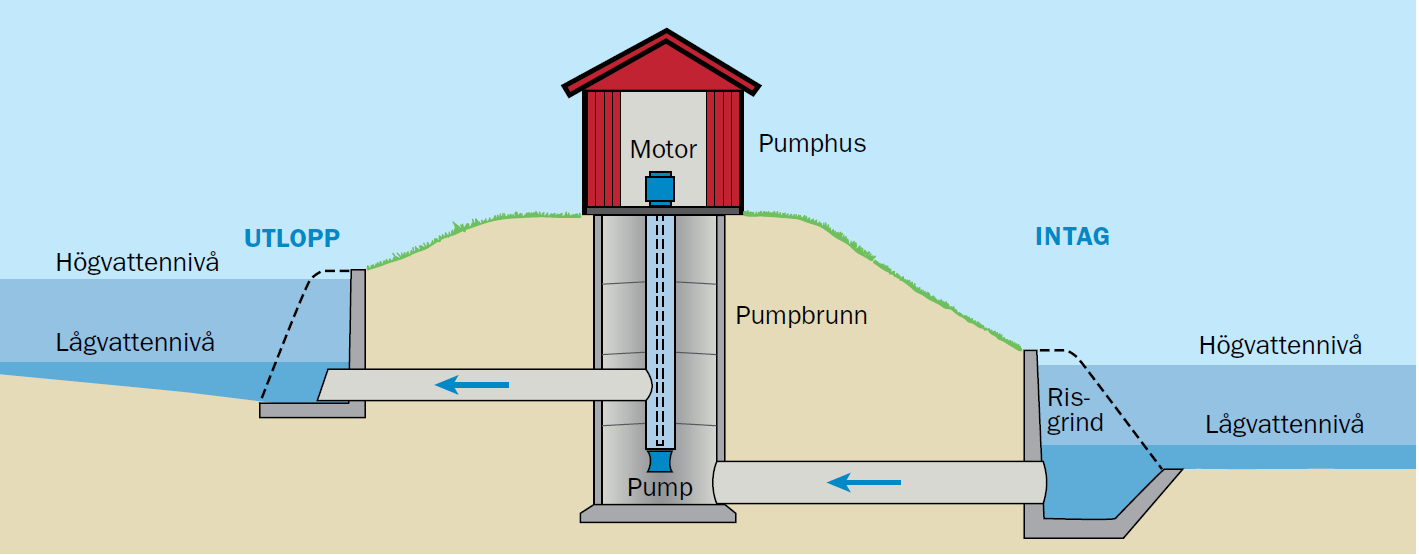 Motor
Pumphus
UTLOPP
INTAG
Högvattennivå
Pumpbrunn
Lågvattennivå
Högvattennivå
Ris-
grind
Lågvattennivå
Pump